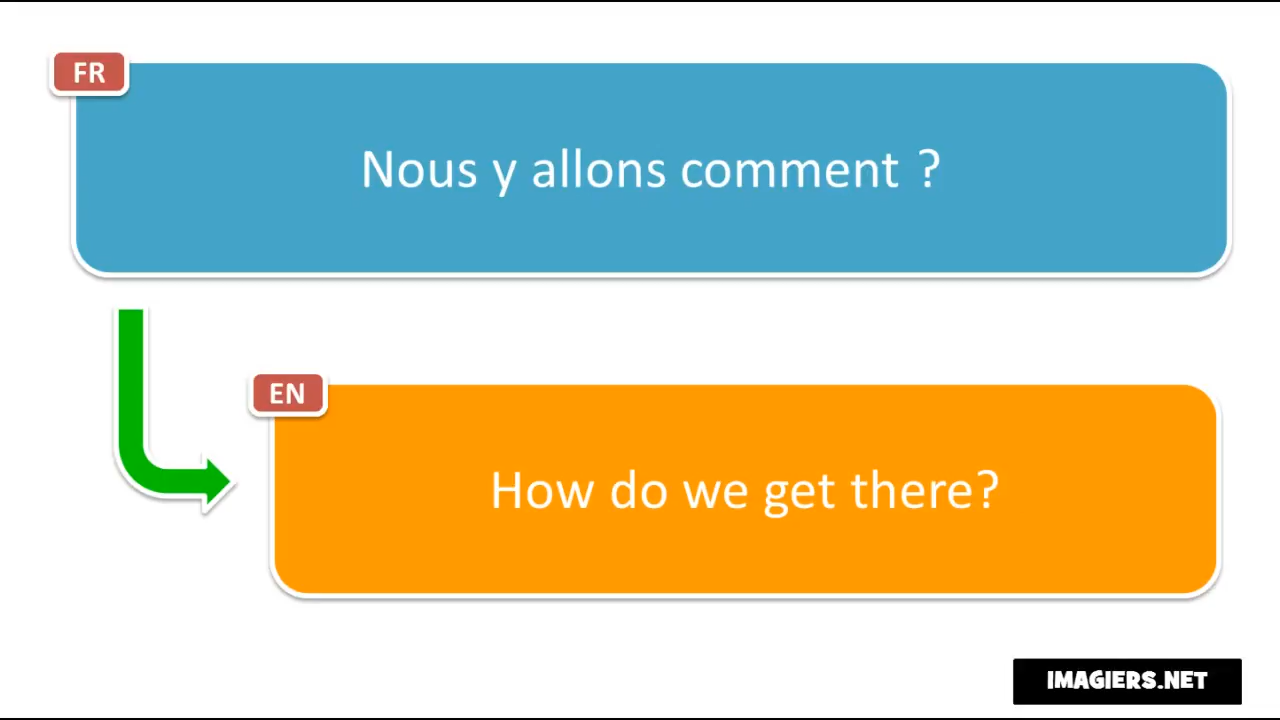 FR
Nous y allons comment ?
EN
How do we get there?
IMAGIERS.NET